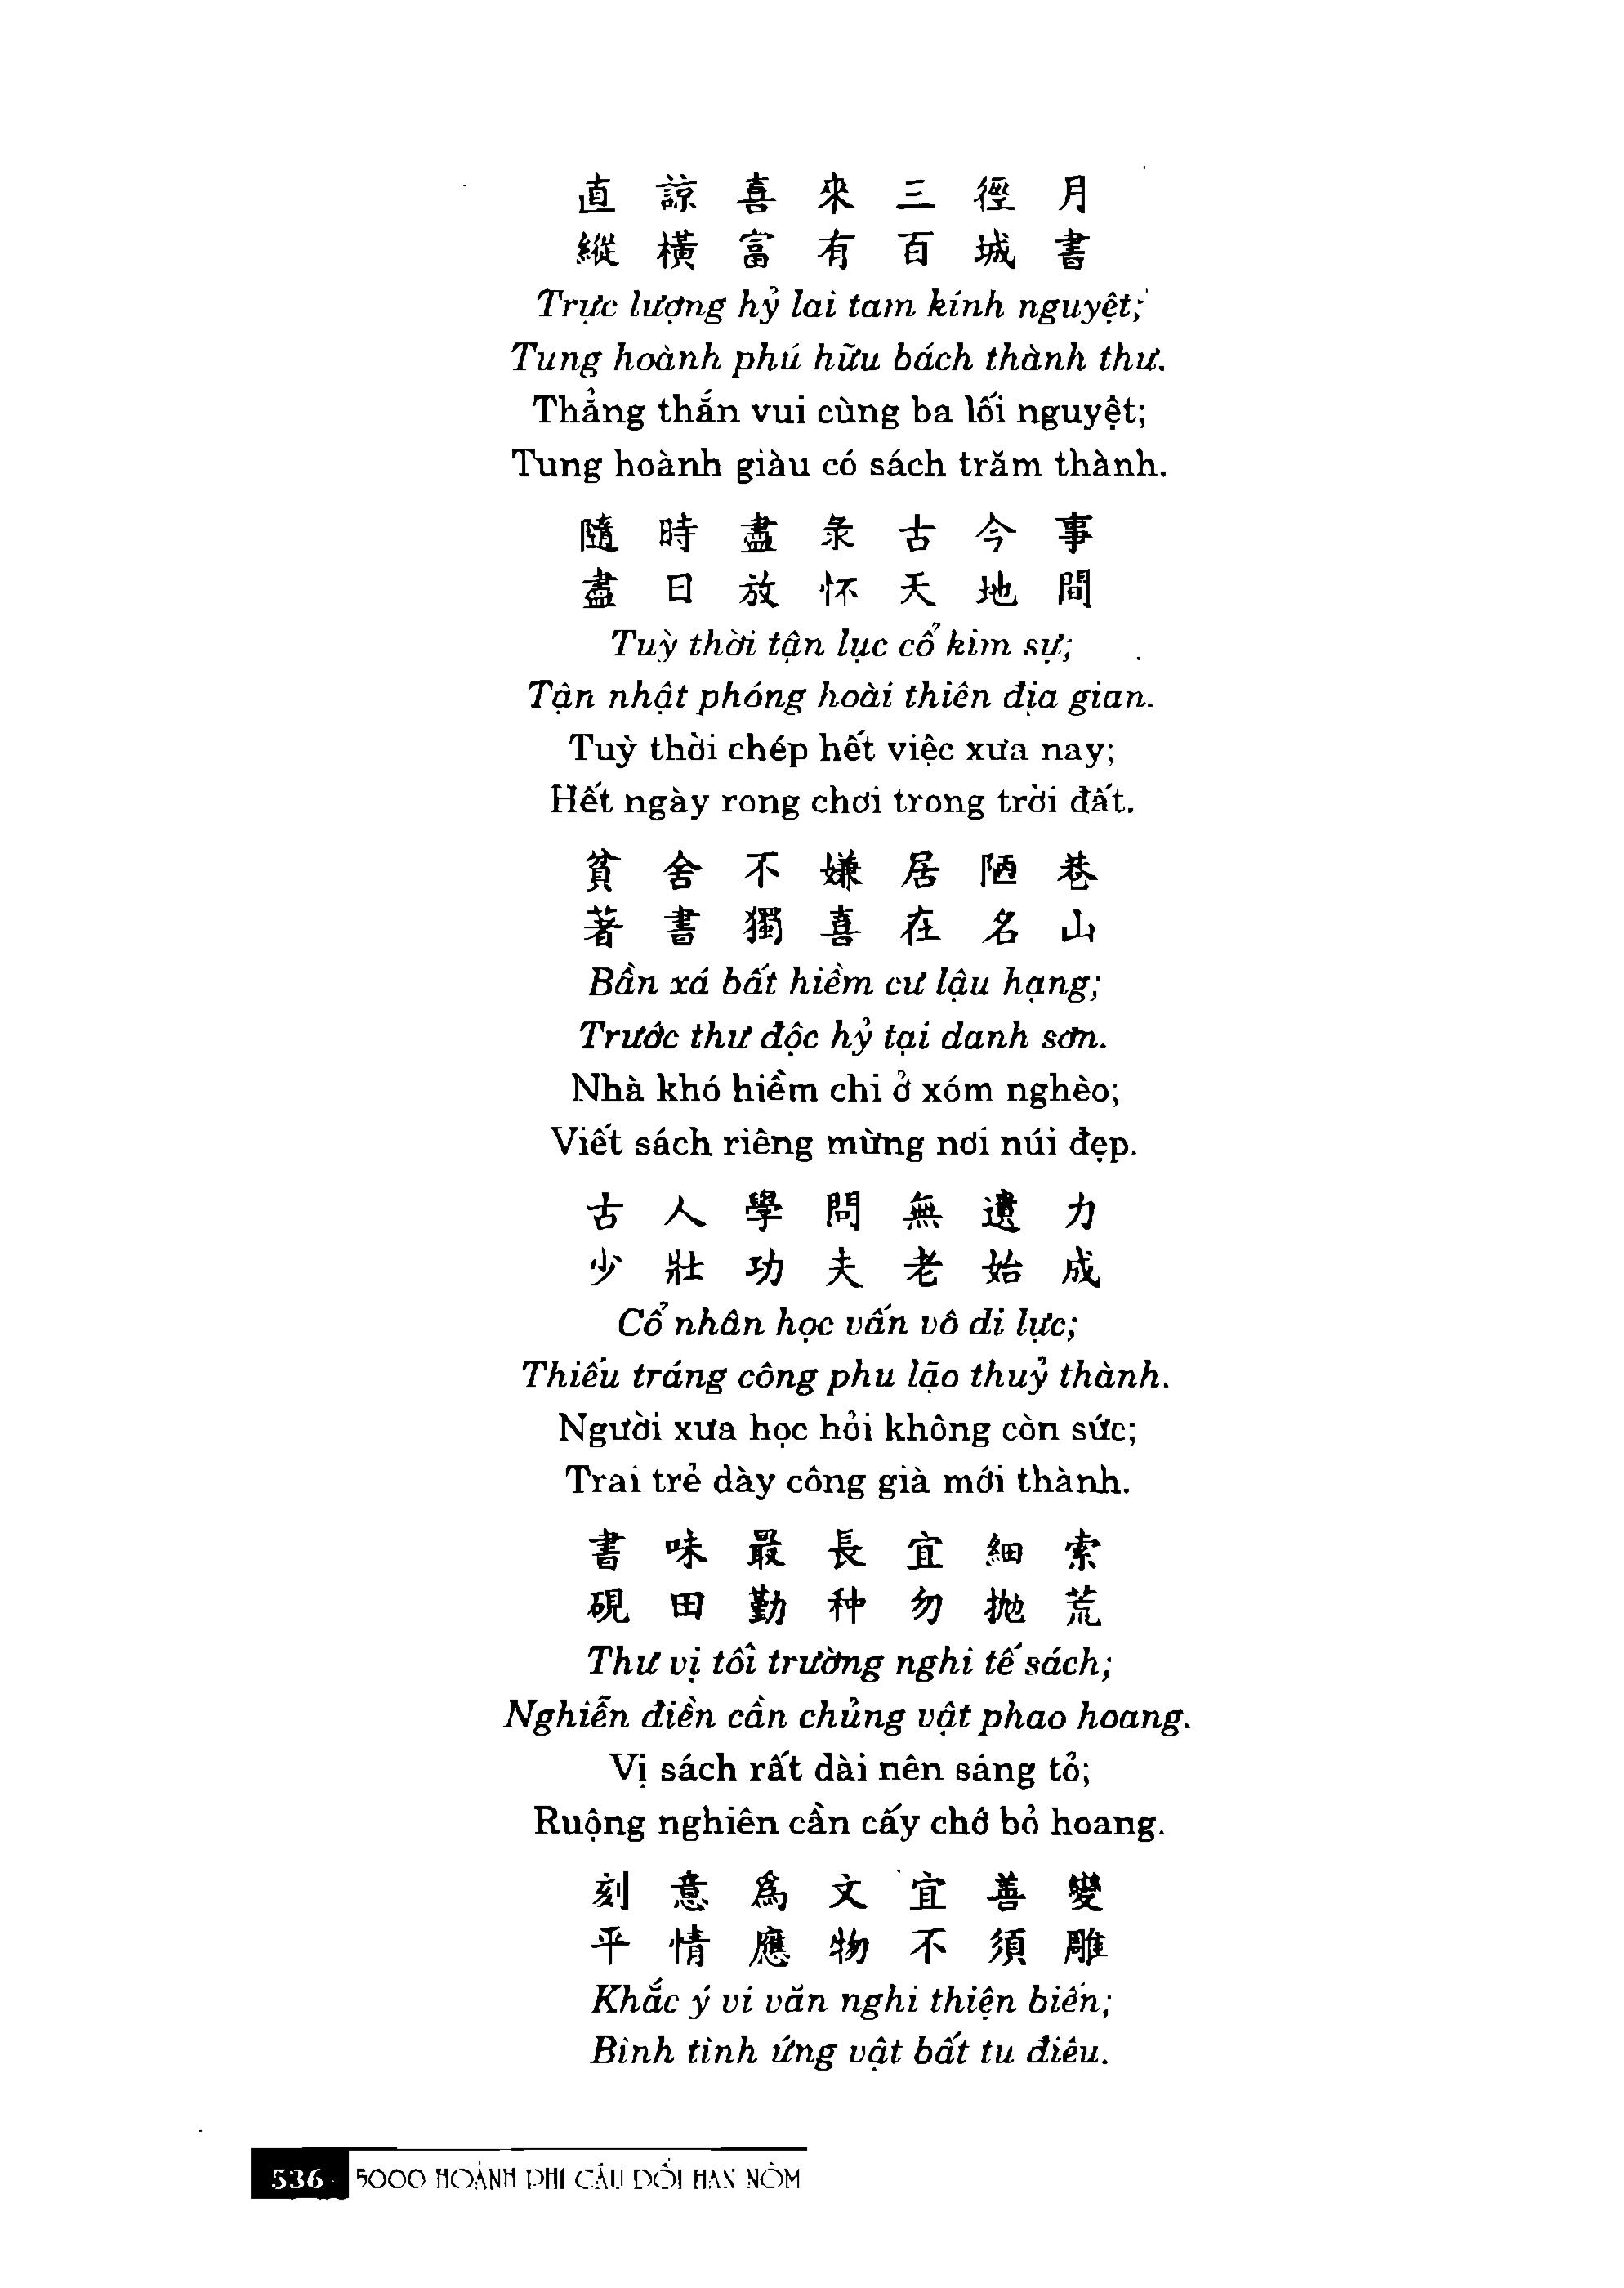 直 諒 喜 來 三 徑 月
縱 橫 富 有 百 城 書
Trực lượng hỷ lai tam kính nguyệt;
Tung hoành phú hữu bách thành thư.
Thẳng thắn vui cùng ba lối nguyệt;
Tung hoành giàu có sách trăm thành.
隨 時 盡 彔 古 今 事
盡 日 放 怀 天 地 間
Tuỳ thời tận lục cổ kim sự;
Tận nhật phóng hoài thiên địa gian.
Tuỳ thời chép hết việc xưa nay;
Hết ngày rong chơi trong trời đất.
貧 舍 不 嫌 居 陋 巷
著 書 獨 喜 在 名 山
Bần xá bất hiềm cư lậu hạng;
Trước thư độc hỷ tại danh sơn.
Nhà khó hiềm chi ở xóm nghèo;
Viết sách riêng mừng nơi núi đẹp.
古 人 學 問 無 遺 力
少 壯 功 夫 老 始 成
Cổ nhân học vấn vô di lực;
Thiếu tráng công phu lão thuỷ thành.
Người xưa học hỏi không còn sức;
Trai trẻ dày công già mới thành.
書 味 最 長 宜 細 索
硯 田 勤 种 勿 拋 荒
Thư vị tối trường nghi tế sách;
Nghiễn điền cần chủng vật phao hoang.
Vị sách rất dài nên sáng tỏ;
Ruộng nghiên cần cấy chớ bỏ hoang.
刻 意 為 文 宜 善 變
平 情 應 物 不 須 雕
Khắc ý vi văn nghi thiện biến;
Bình tình ứng vật bất tu điêu.
536 5000 HOÀNH PHI CÂU ĐỐI HÁN NÔM